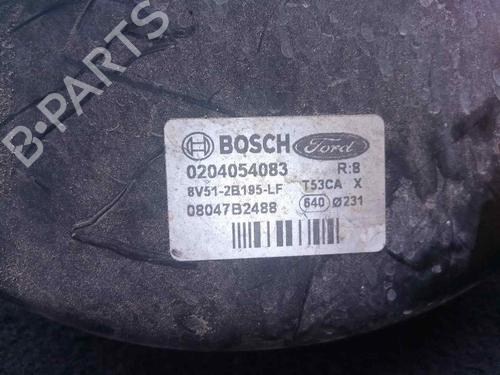 B-PARTS
BOSCH Ford
0204054083 R:8
8V51-2B195-LF T53CA X
08047B2488 640 Ø231